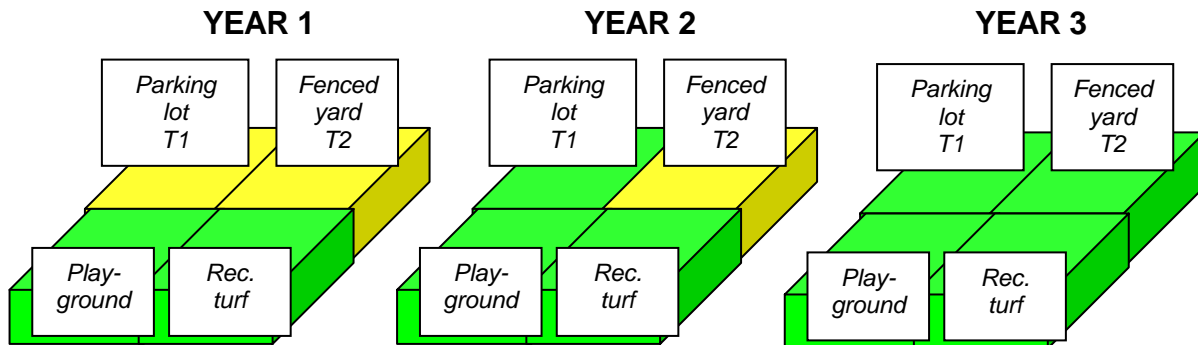 YEAR 1
Parking
lot
T1
Fenced
yard
T2
Play-
ground
Rec.
turf
YEAR 2
Parking
lot
T1
Fenced
yard
T2
Play-
ground
Rec.
turf
YEAR 3
Parking
lot
T1
Fenced
yard
T2
Play-
ground
Rec.
turf